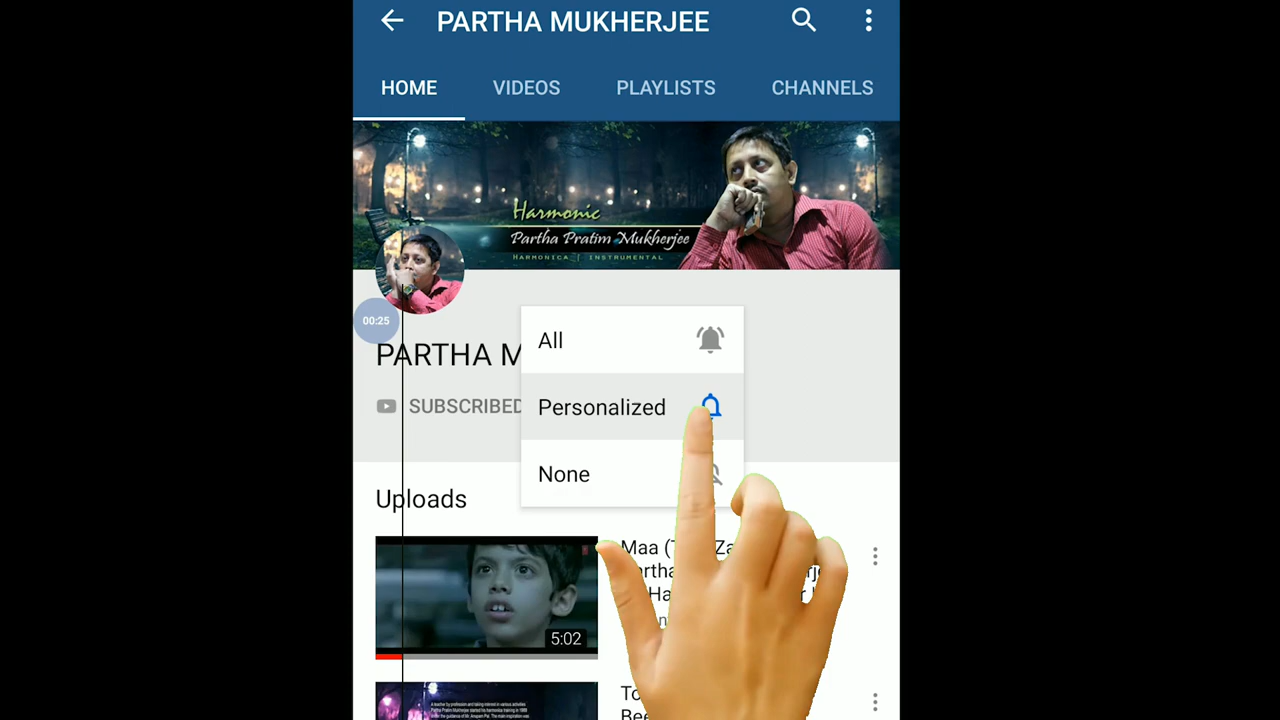 PARTHA MUKHERJEE
HOME VIDEOS PLAYLISTS CHANNELS
Harmonic
Partha Pratim Mukherjee
HARMONICA | INSTRUMENTAL
00:25
All
PARTHA M
Personalized
SUBSCRIBED
None
Uploads
Maa (
5:02